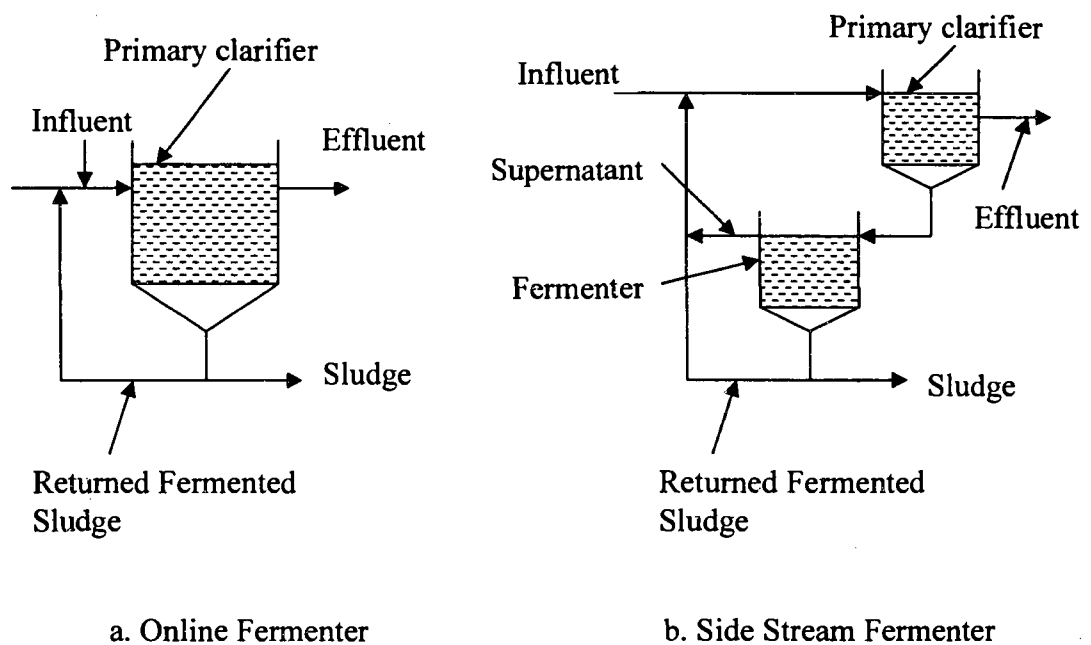 Primary clarifier
Influent
Effluent
Sludge
Returned Fermented
Sludge
a. Online Fermenter
Primary clarifier
Influent
Supernatant
Effluent
Fermenter
Sludge
Returned Fermented
Sludge
b. Side Stream Fermenter